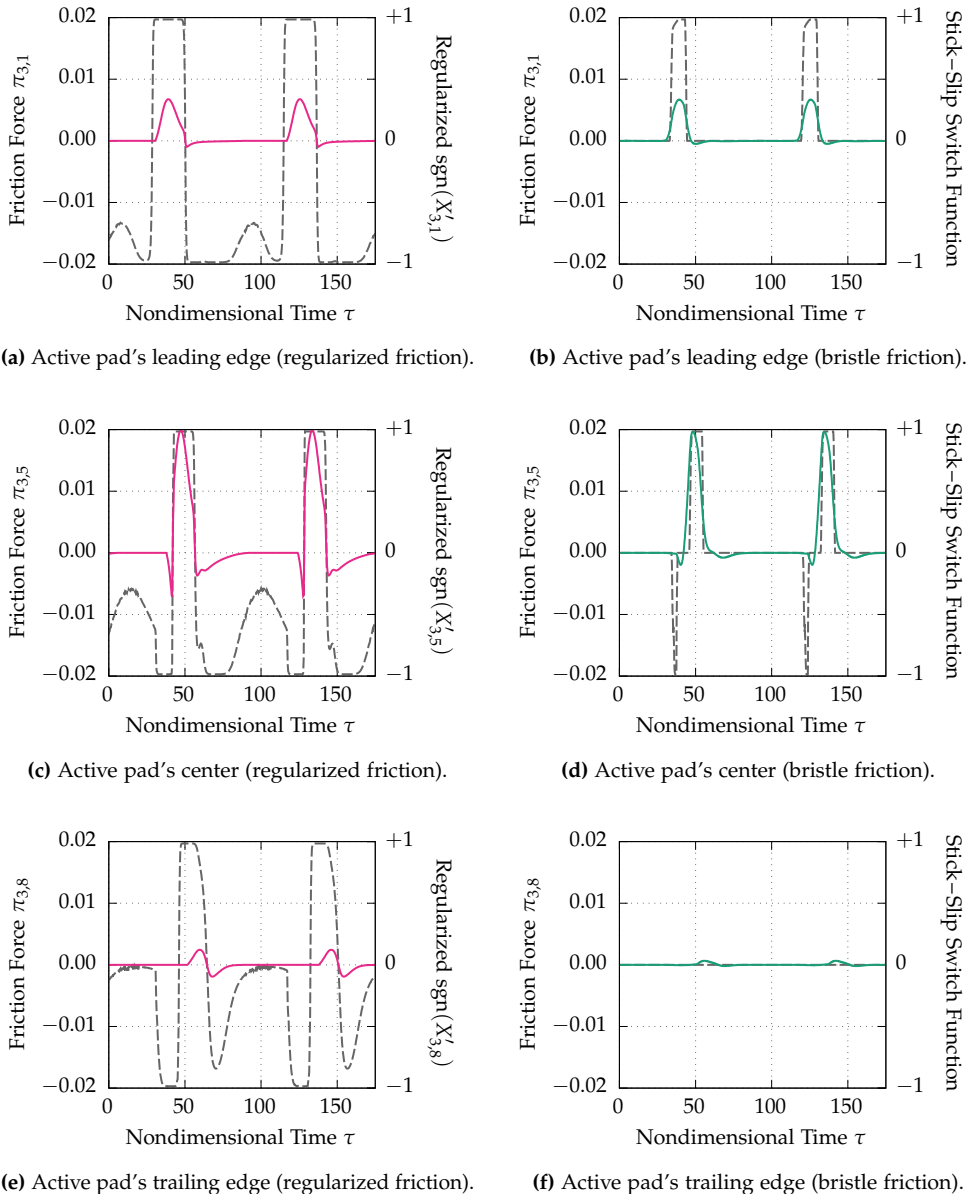 0.02
0.01
0.00
−0.01
−0.02
Friction Force π3,1
+1
0
−1
Regularized sgn(X′3,1)
0 50 100 150
Nondimensional Time τ
(a) Active pad's leading edge (regularized friction).
0.02
0.01
0.00
−0.01
−0.02
Friction Force π3,1
+1
0
−1
Stick−Slip Switch Function
0 50 100 150
Nondimensional Time τ
(b) Active pad's leading edge (bristle friction).
0.02
0.01
0.00
−0.01
−0.02
Friction Force π3,5
+1
0
−1
Regularized sgn(X′3,5)
0 50 100 150
Nondimensional Time τ
(c) Active pad's center (regularized friction).
0.02
0.01
0.00
−0.01
−0.02
Friction Force π3,5
+1
0
−1
Stick−Slip Switch Function
0 50 100 150
Nondimensional Time τ
(d) Active pad's center (bristle friction).
0.02
0.01
0.00
−0.01
−0.02
Friction Force π3,8
+1
0
−1
Regularized sgn(X′3,8)
0 50 100 150
Nondimensional Time τ
(e) Active pad's trailing edge (regularized friction).
0.02
0.01
0.00
−0.01
−0.02
Friction Force π3,8
+1
0
−1
Stick−Slip Switch Function
0 50 100 150
Nondimensional Time τ
(f) Active pad's trailing edge (bristle friction).